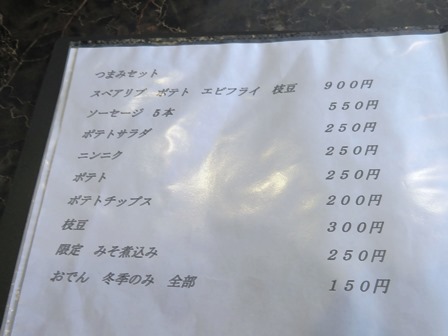 つまみセット
スペアリブ ポテト エビフライ 枝豆 900円
ソーセージ 5本 550円
ポテトサラダ 250円
ニンニク 250円
ポテト 250円
ポテトチップス 200円
枝豆 300円
限定 みそ煮込み 250円
おでん 冬季のみ 全部 150円